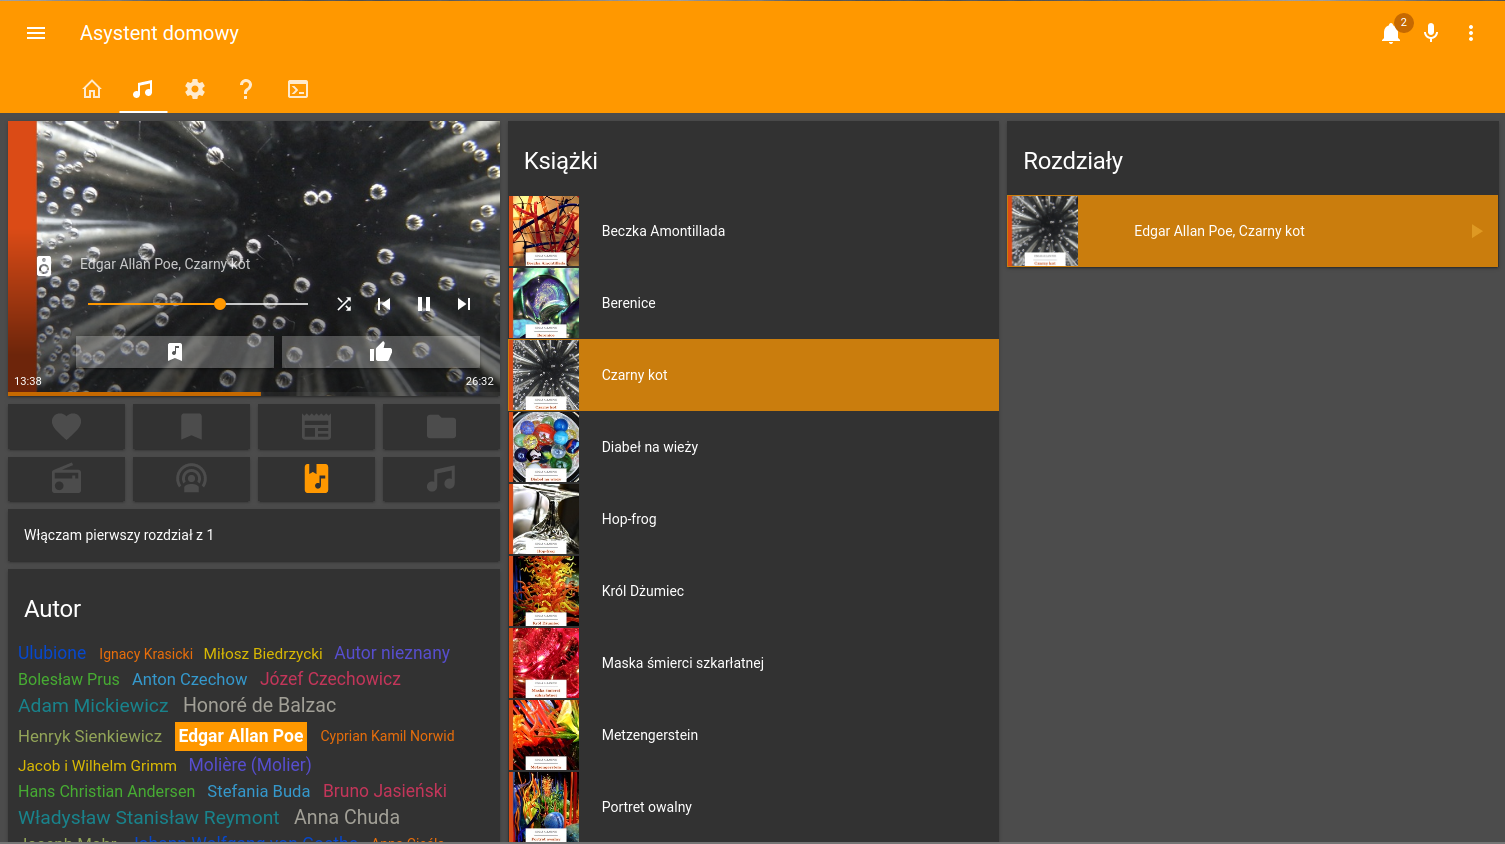 Asystent domowy
2
Edgar Allan Poe, Czarny kot
13:38
26:32
Włączam pierwszy rozdział z 1
Autor
Ulubione Ignacy Krasicki Miłosz Biedrzycki Autor nieznany
Bolesław Prus Anton Czechow Józef Czechowicz
Adam Mickiewicz Honoré de Balzac
Henryk Sienkiewicz Edgar Allan Poe Cyprian Kamil Norwid
Jacob i Wilhelm Grimm Molière (Molier)
Hans Christian Andersen Stefania Buda Bruno Jasieński
Władysław Stanisław Reymont Anna Chuda
Książki
Beczka Amontillada
Berenice
Czarny kot
Diabeł na wieży
Hop-frog
Król Dżumiec
Maska śmierci szkarłatnej
Metzengerstein
Portret owalny
Rozdziały
Edgar Allan Poe, Czarny kot